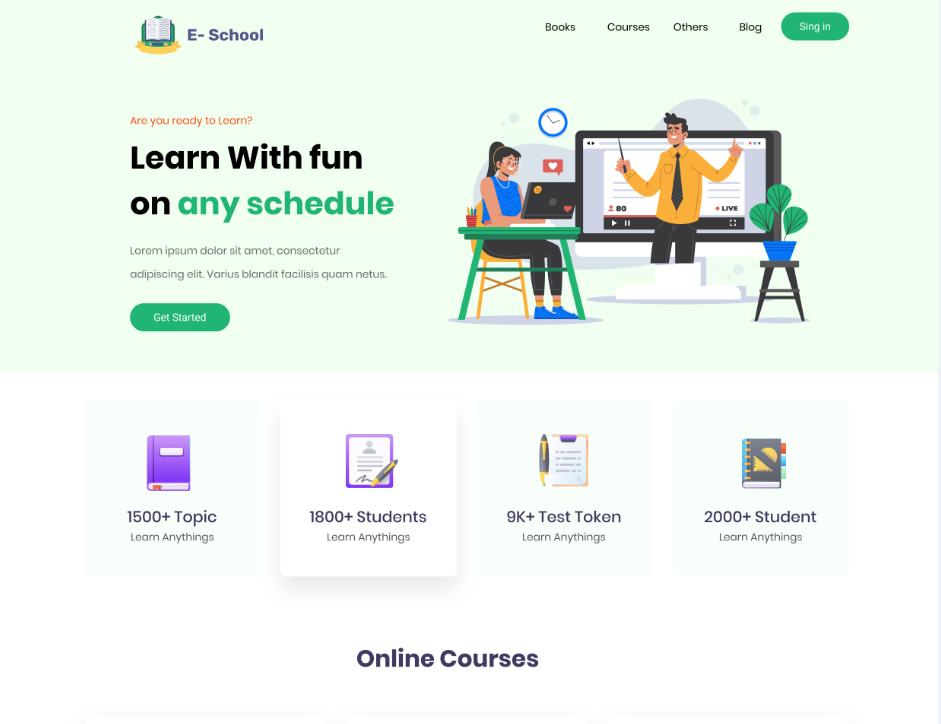 E- School
Books Courses Others Blog Sing in
Are you ready to Learn?
Learn With fun
on any schedule
Lorem ipsum dolor sit amet, consectetur
adipiscing elit. Varius blandit facilisis quam netus.
Get Started
80
LIVE
1500+ Topic
Learn Anythings
1800+ Students
Learn Anythings
9K+ Test Token
Learn Anythings
2000+ Student
Learn Anythings
Online Courses